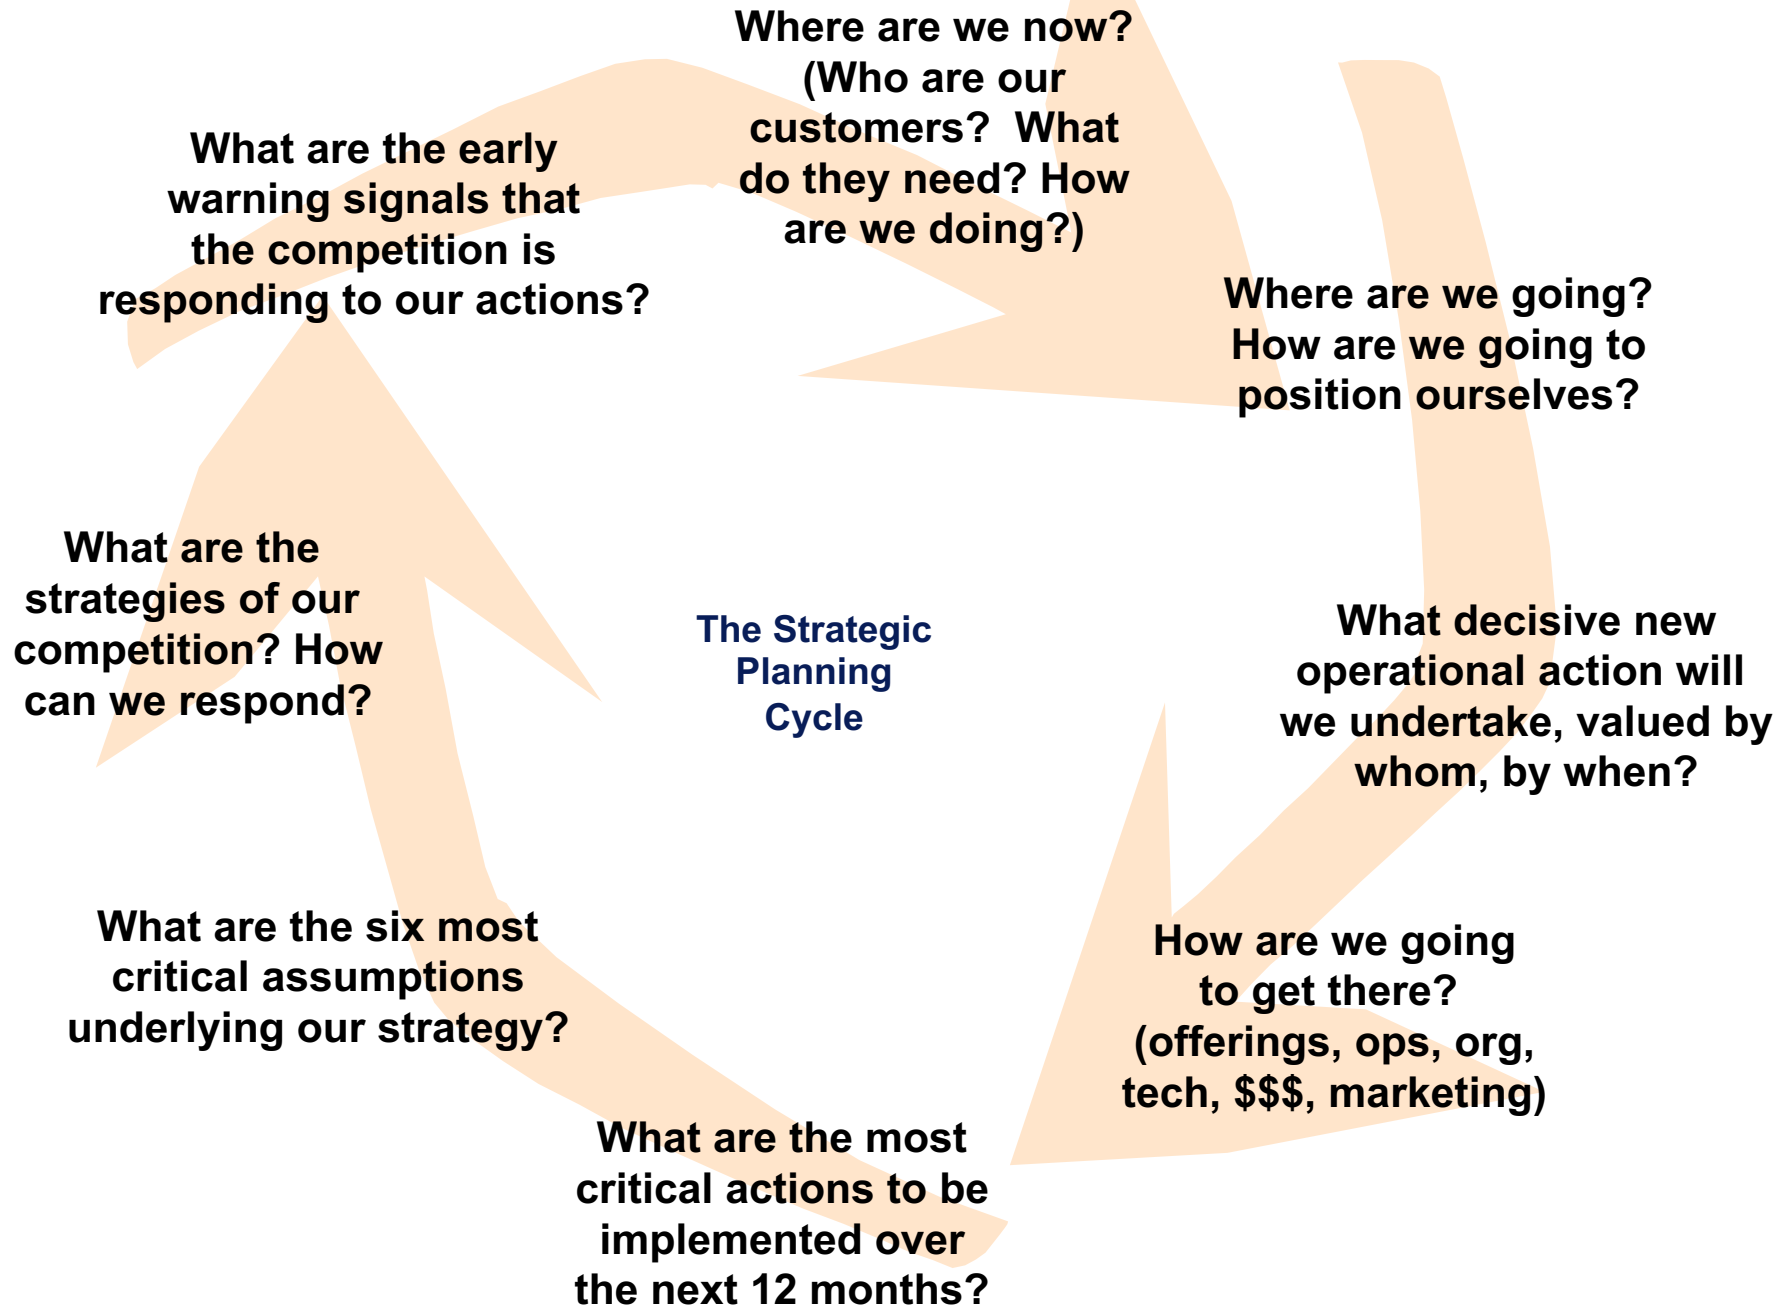 Where are we now?
(Who are our
customers?  What
do they need? How
are we doing?)
Where are we going?
How are we going to
position ourselves?
What decisive new
operational action will
we undertake, valued by
whom, by when?
How are we going
to get there?
(offerings, ops, org,
tech, $$$, marketing)
What are the most
critical actions to be
implemented over
the next 12 months?
What are the six most
critical assumptions
underlying our strategy?
What are the
strategies of our
competition? How
can we respond?
What are the early
warning signals that
the competition is
responding to our actions?
The Strategic
Planning
Cycle